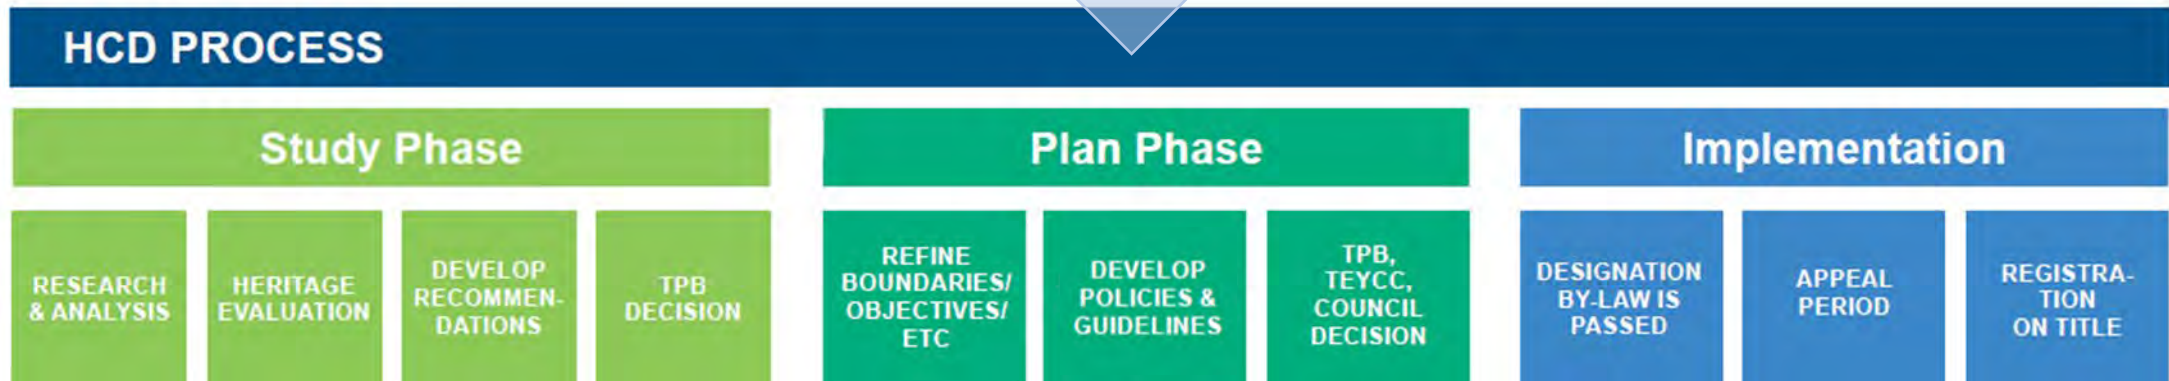 HCD PROCESS
Study Phase
RESEARCH
& ANALYSIS
HERITAGE
EVALUATION
DEVELOP
RECOMMEN-
DATIONS
TPB
DECISION
Plan Phase
REFINE
BOUNDARIES/
OBJECTIVES/
ETC
DEVELOP
POLICIES &
GUIDELINES
TPB,
TEYCC,
COUNCIL
DECISION
Implementation
DESIGNATION
BY-LAW IS
PASSED
APPEAL
PERIOD
REGISTRA-
TION
ON TITLE